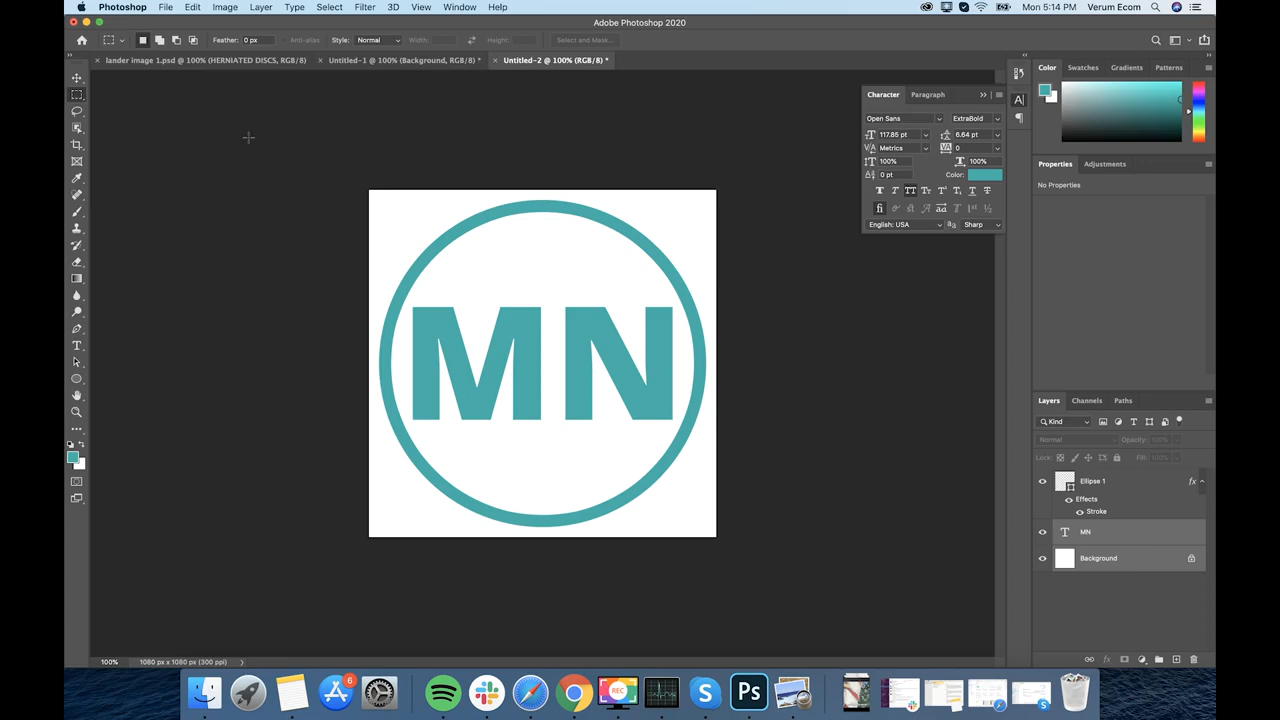 Photoshop File Edit Image Layer Type Select Filter 3D View Window Help
Mon 5:14 PM Verum Ecom
Adobe Photoshop 2020
Feather: 0 px Anti-alias Style: Normal Width: Height: Select and Mask...
lander image 1.psd @ 100% (HERNIATED DISCS, RGB/8)
Untitled-1 @ 100% (Background, RGB/8) *
Untitled-2 @ 100% (RGB/8) *
Character Paragraph
Open Sans ExtraBold
117.85 pt 6.64 pt
Metrics 0
100% 100%
0 pt Color:
English: USA Sharp
Color Swatches Gradients Patterns
Properties Adjustments
No Properties
MN
Layers Channels Paths
Kind
Normal Opacity: 100%
Lock: Fill: 100%
Ellipse 1 fx
Effects
Stroke
MN
Background
100% 1080 px x 1080 px (300 ppi)
6
REC
Ps